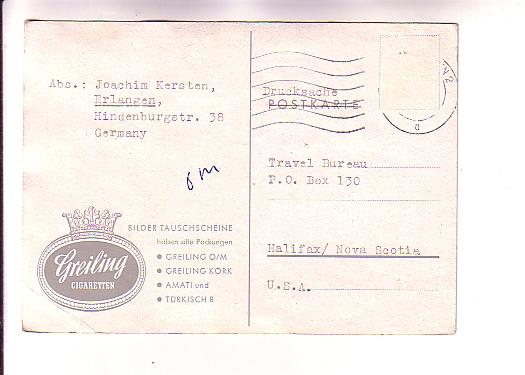 Abs.: Joachim Kersten,
Erlangen,
Hindenburgstr. 38
Germany
6 m
BILDER TAUSCHSCHEINE
haben alle Packungen
• GREILING O/M
• GREILING KORK
• AMATI und
• TÜRKISCH 8
Greiling
CIGARETTEN
Drucksache
POSTKARTE
Travel Bureau
P.O. Box 130
Halifax/ Nova Scotia
U.S.A.
a